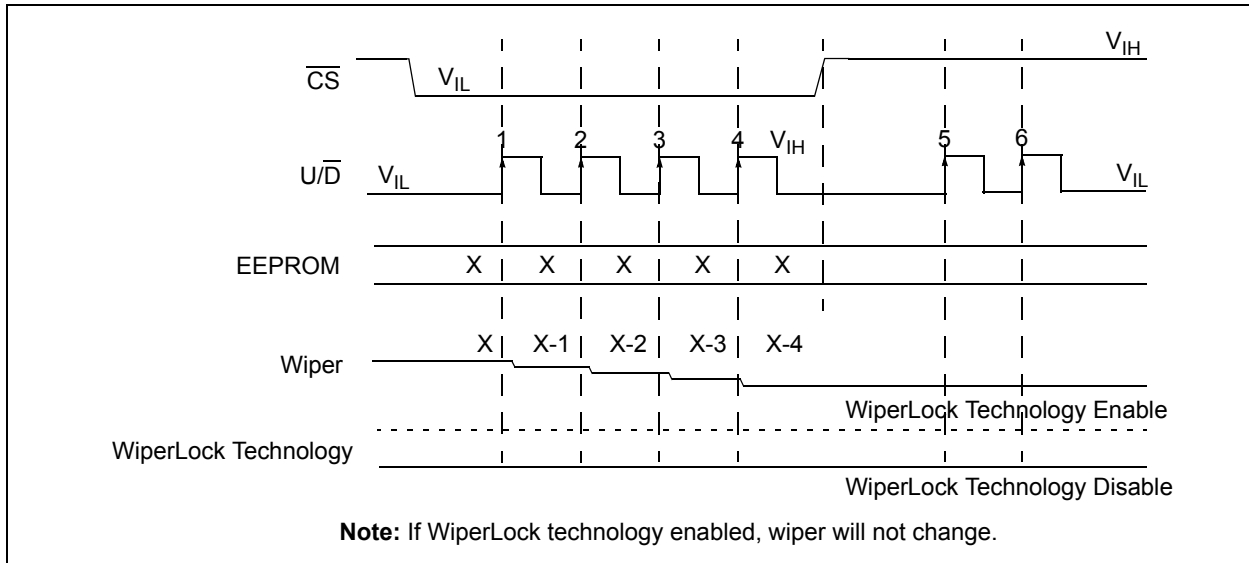 V_IH
C̅S̅ V_IL
1 2 3 4 V_IH 5 6
U/D̅ V_IL V_IL
EEPROM X X X X X
X X-1 X-2 X-3 X-4
Wiper
WiperLock Technology Enable
WiperLock Technology
WiperLock Technology Disable
Note: If WiperLock technology enabled, wiper will not change.